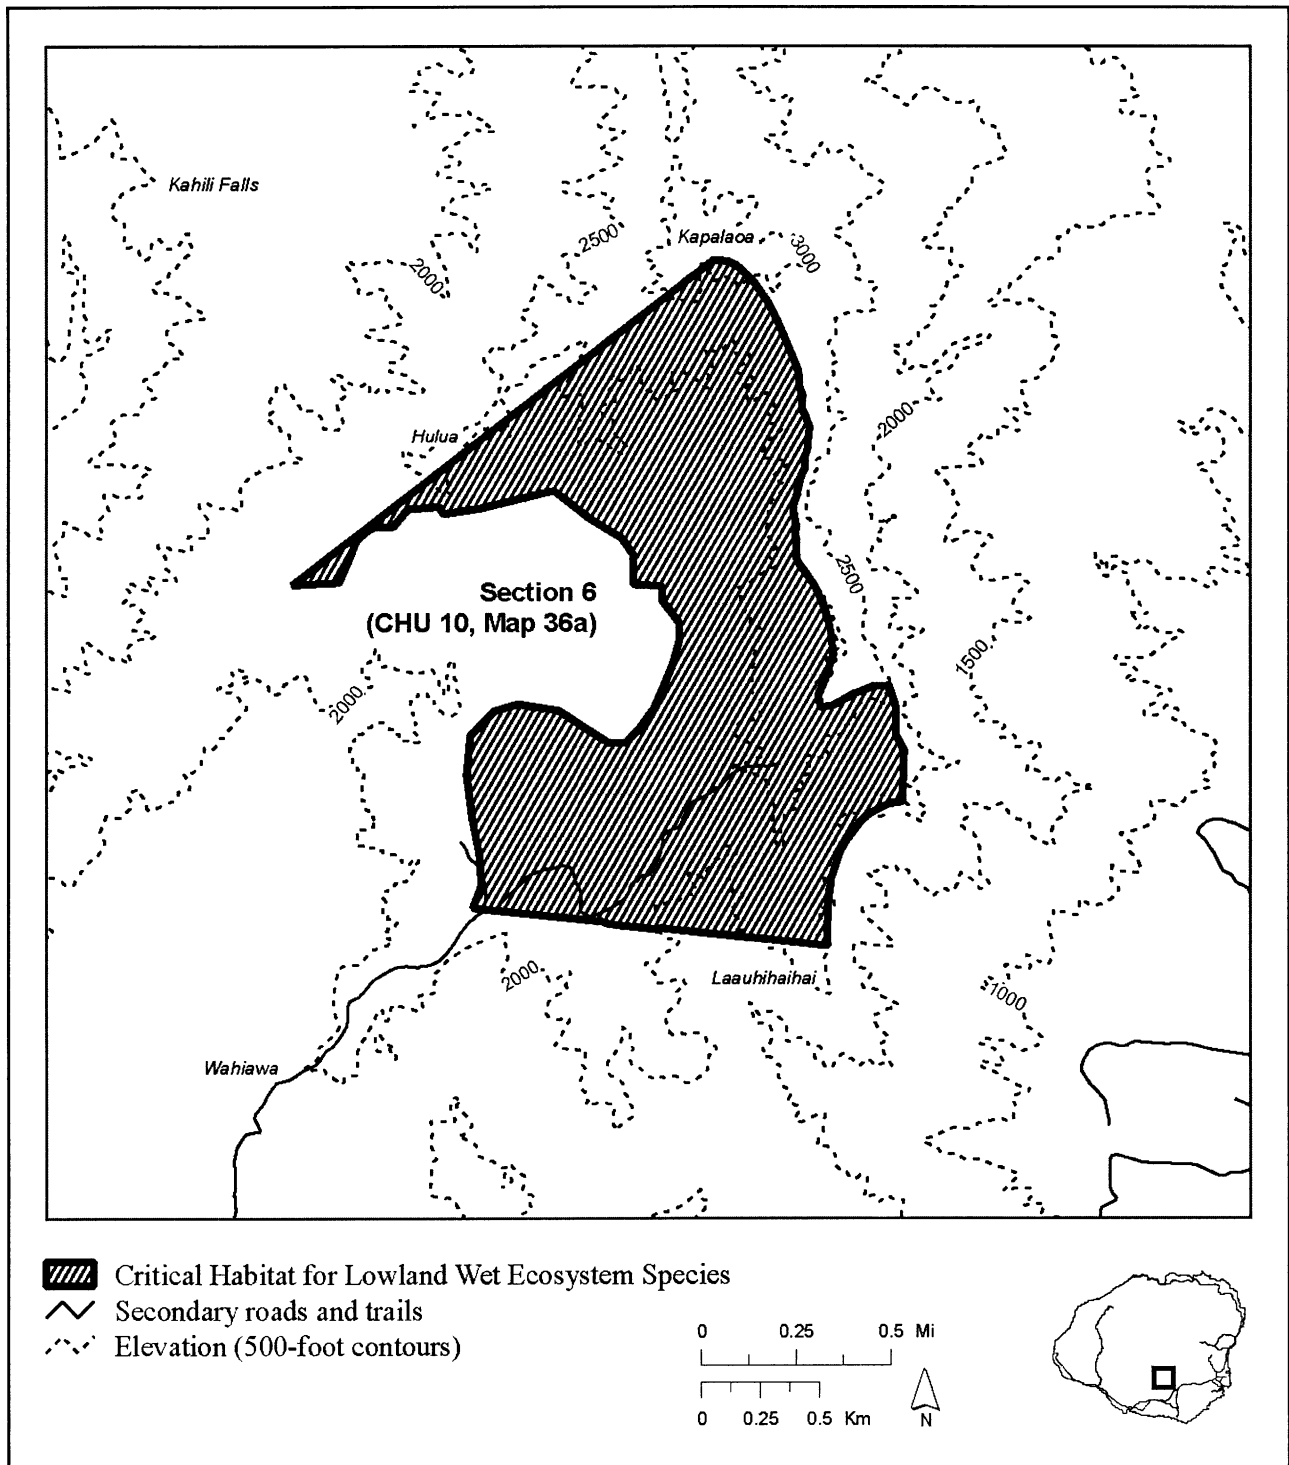 Kahili Falls
2500
Kapalaoa
3000
2000
2000
Hulua
2500
Section 6
(CHU 10, Map 36a)
1500
2000
2000
Laauhihaihai
1000
Wahiawa
Critical Habitat for Lowland Wet Ecosystem Species
Secondary roads and trails
Elevation (500-foot contours)
0 0.25 0.5 Mi
0 0.25 0.5 Km
N